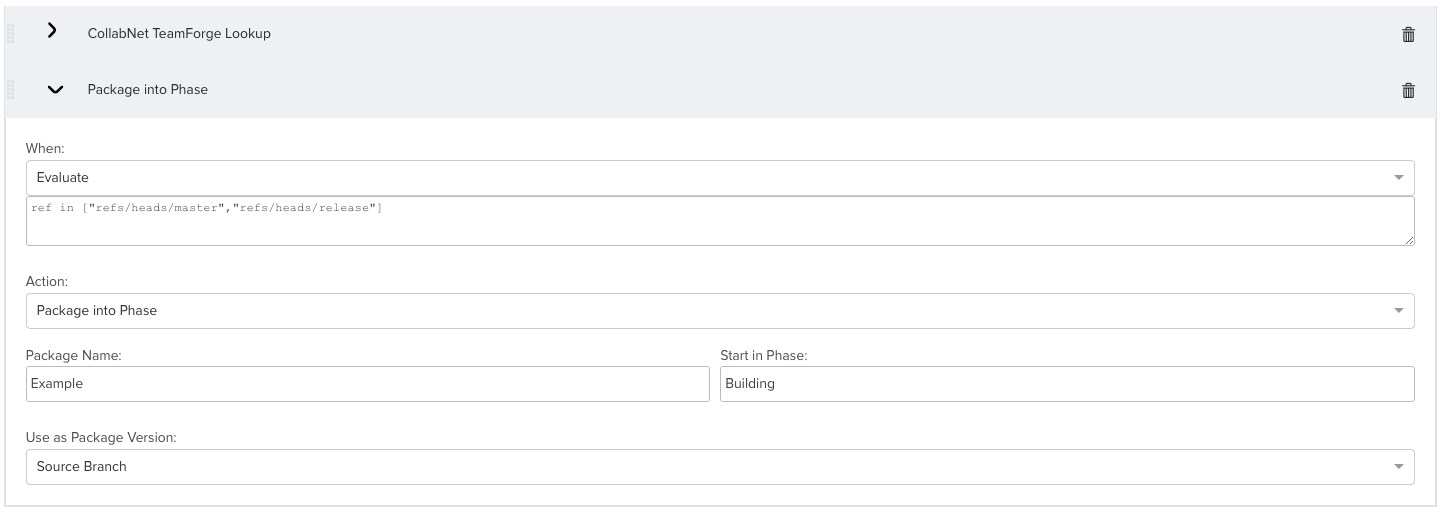 CollabNet TeamForge Lookup
Package into Phase
When:
Evaluate
ref in ["refs/heads/master","refs/heads/release"]
Action:
Package into Phase
Package Name:
Start in Phase:
Example
Building
Use as Package Version:
Source Branch